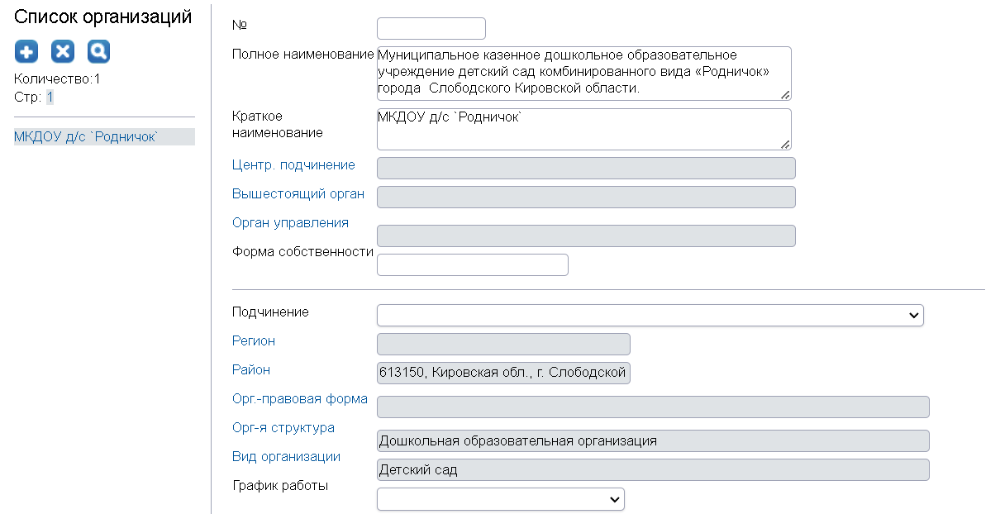 Список организаций
Количество:1
Стр: 1
МКДОУ д/с `Родничок`
№
Полное наименование
Муниципальное казенное дошкольное образовательное
учреждение детский сад комбинированного вида «Родничок»
города  Слободского Кировской области.
Краткое
наименование
МКДОУ д/с `Родничок`
Центр. подчинение
Вышестоящий орган
Орган управления
Форма собственности
Подчинение
Регион
Район
613150, Кировская обл., г. Слободской
Орг.-правовая форма
Орг-я структура
Дошкольная образовательная организация
Вид организации
Детский сад
График работы